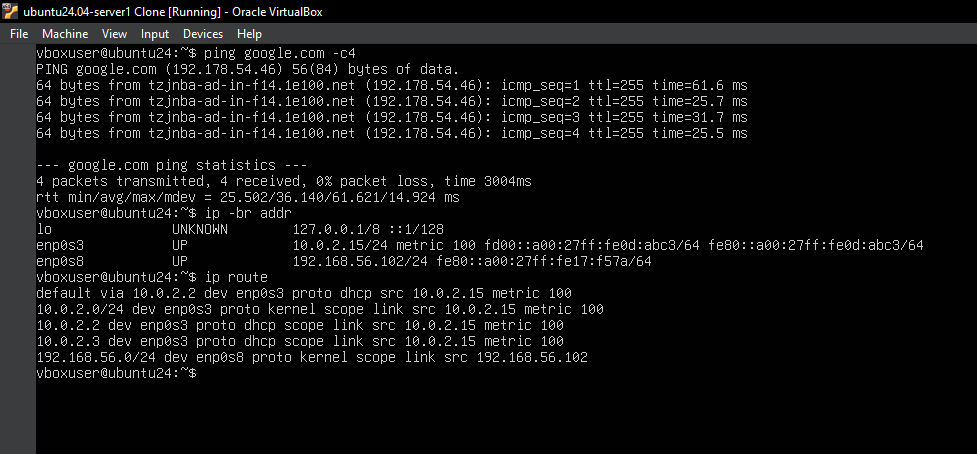 ubuntu24.04-server1 Clone [Running] - Oracle VirtualBox
File Machine View Input Devices Help
vboxuser@ubuntu24:~$ ping google.com -c4
PING google.com (192.178.54.46) 56(84) bytes of data.
64 bytes from tzjnba-ad-in-f14.1e100.net (192.178.54.46): icmp_seq=1 ttl=255 time=61.6 ms
64 bytes from tzjnba-ad-in-f14.1e100.net (192.178.54.46): icmp_seq=2 ttl=255 time=25.7 ms
64 bytes from tzjnba-ad-in-f14.1e100.net (192.178.54.46): icmp_seq=3 ttl=255 time=31.7 ms
64 bytes from tzjnba-ad-in-f14.1e100.net (192.178.54.46): icmp_seq=4 ttl=255 time=25.5 ms
--- google.com ping statistics ---
4 packets transmitted, 4 received, 0% packet loss, time 3004ms
rtt min/avg/max/mdev = 25.502/36.140/61.621/14.924 ms
vboxuser@ubuntu24:~$ ip -br addr
lo UNKNOWN 127.0.0.1/8 ::1/128
enp0s3 UP 10.0.2.15/24 metric 100 fd00::a00:27ff:fe0d:abc3/64 fe80::a00:27ff:fe0d:abc3/64
enp0s8 UP 192.168.56.102/24 fe80::a00:27ff:fe17:f57a/64
vboxuser@ubuntu24:~$ ip route
default via 10.0.2.2 dev enp0s3 proto dhcp src 10.0.2.15 metric 100
10.0.2.0/24 dev enp0s3 proto kernel scope link src 10.0.2.15 metric 100
10.0.2.2 dev enp0s3 proto dhcp scope link src 10.0.2.15 metric 100
10.0.2.3 dev enp0s3 proto dhcp scope link src 10.0.2.15 metric 100
192.168.56.0/24 dev enp0s8 proto kernel scope link src 192.168.56.102
vboxuser@ubuntu24:~$